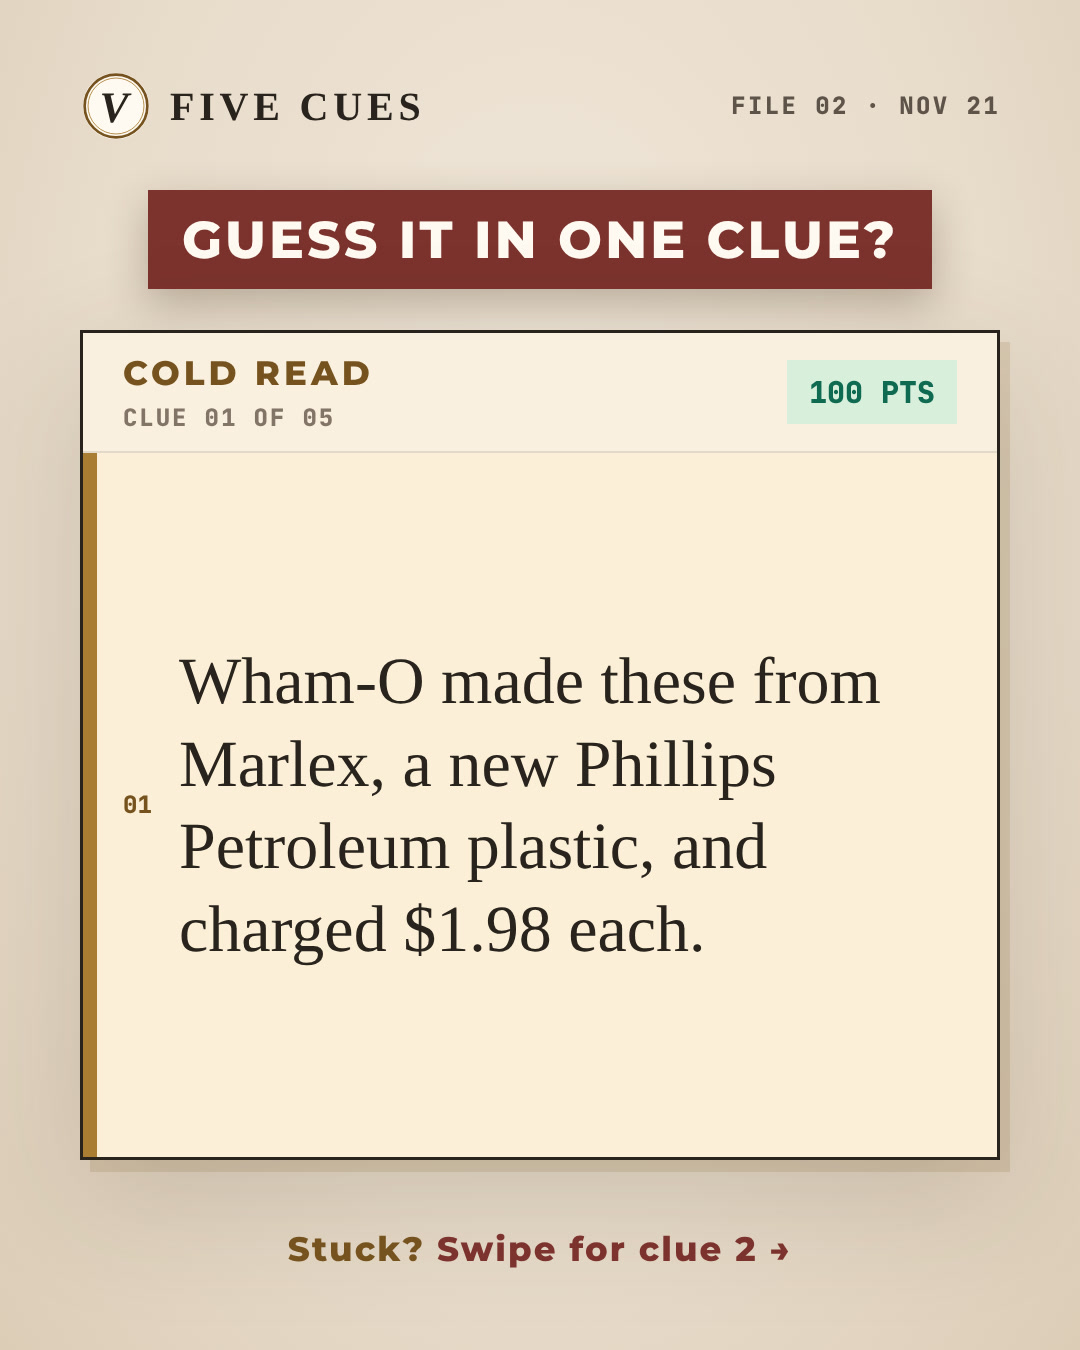 V FIVE CUES
FILE 02 · NOV 21
GUESS IT IN ONE CLUE?
COLD READ
CLUE 01 OF 05
100 PTS
01
Wham-O made these from
Marlex, a new Phillips
Petroleum plastic, and
charged $1.98 each.
Stuck? Swipe for clue 2 →